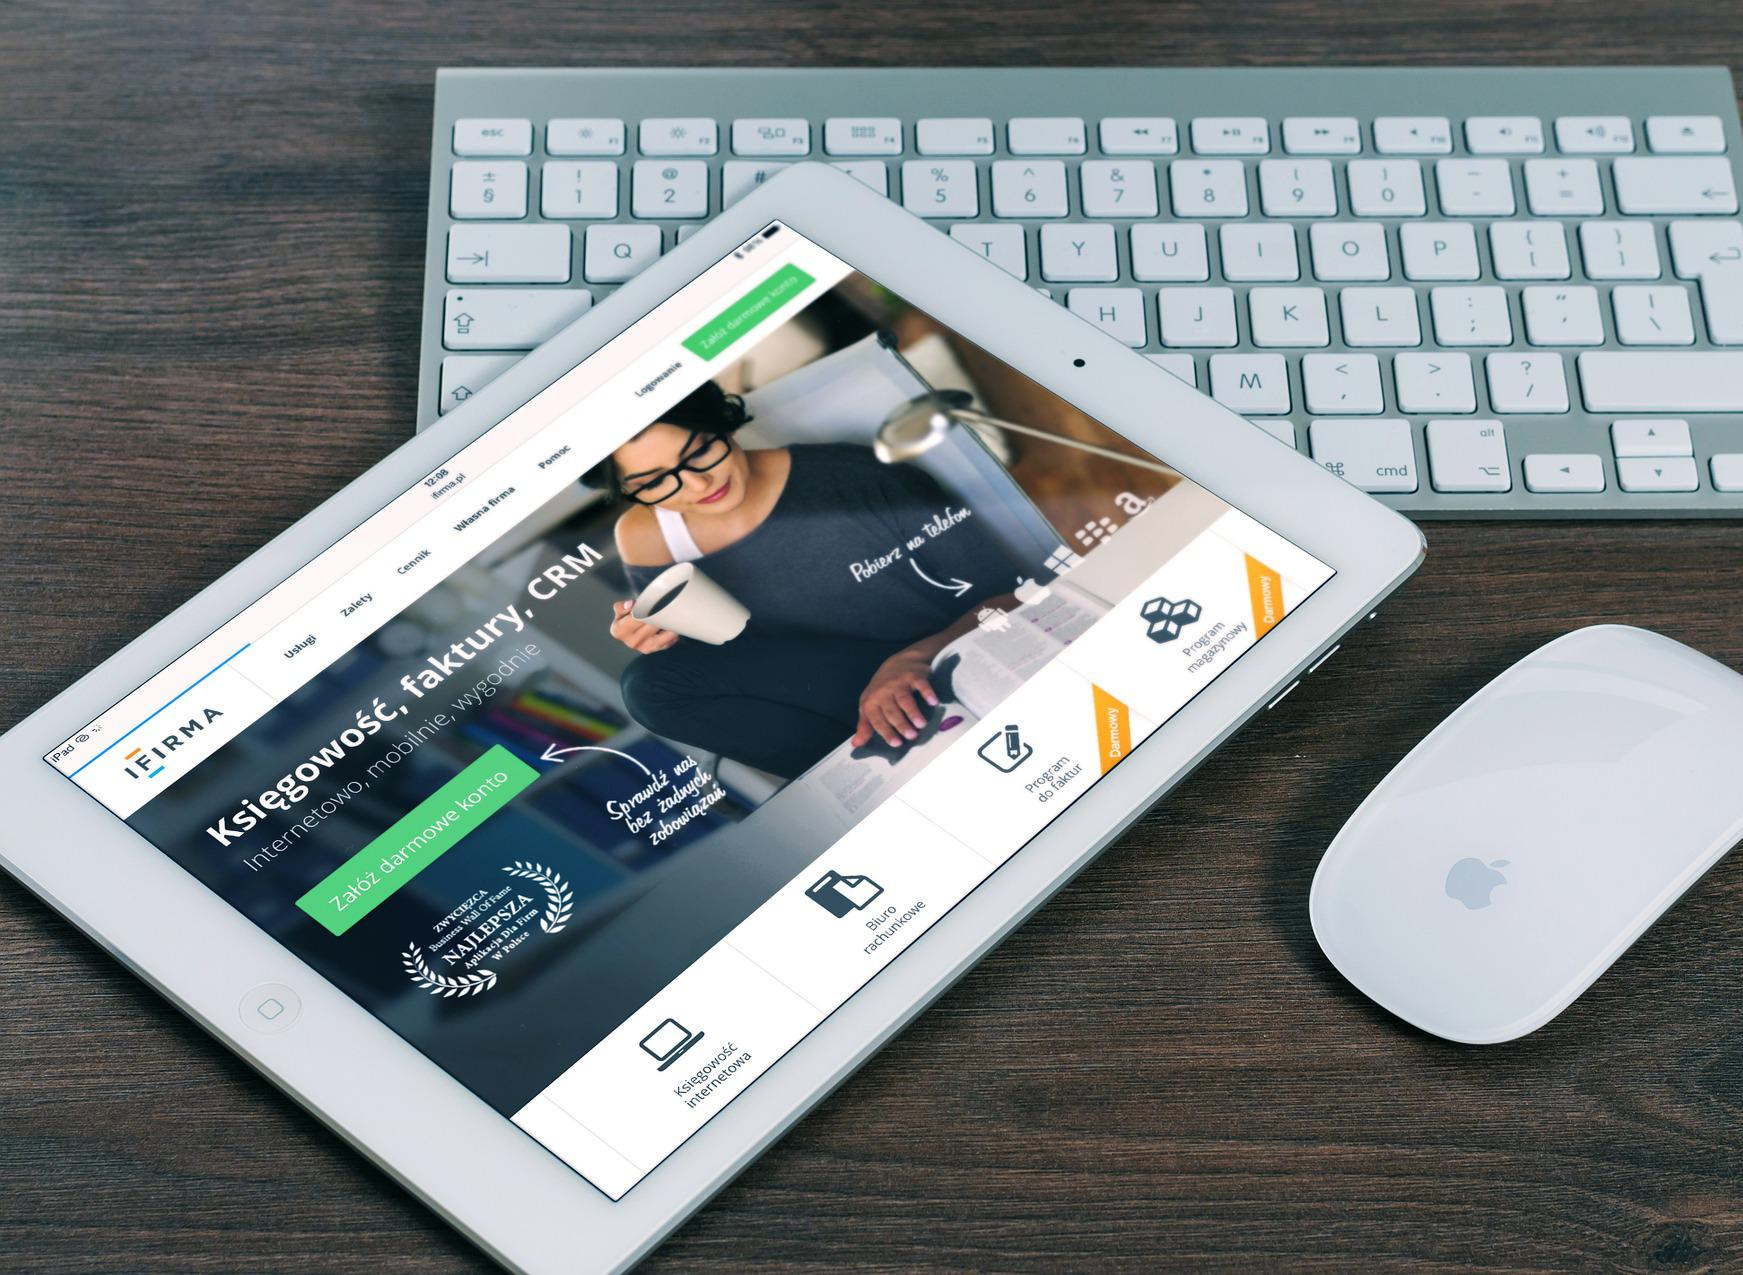 iPad
12:08
ifirma.pl
96%
IFIRMA
Usługi
Zalety
Cennik
Własna firma
Pomoc
Logowanie
Załóż darmowe konto
Księgowość, faktury, CRM
Internetowo, mobilnie, wygodnie
Załóż darmowe konto
Sprawdź nas
bez żadnych
zobowiązań
Pobierz na telefon
ZWYCIĘZCA
Business Wall Of Fame
NAJLEPSZA
Aplikacja Dla Firm
W Polsce
Księgowość
internetowa
Biuro
rachunkowe
Program
do faktur
Darmowy
Program
magazynowy
Darmowy
esc F1 F2 F3 F4 F5 F6 F7 F8 F9 F10 F11 F12
± ! @ # % ^ & * ( ) _ +
§ 1 2 5 6 7 8 9 0 - =
Q T Y U I O P { [ } ]
H J K L : ; " ' | \
M < , > . ? /
cmd alt